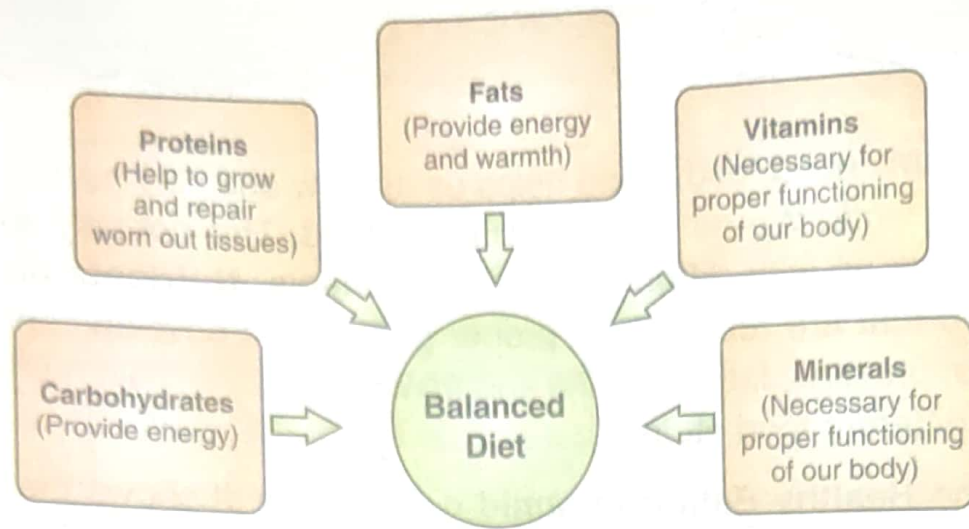 Fats
(Provide energy
and warmth)
Proteins
(Help to grow
and repair
worn out tissues)
Vitamins
(Necessary for
proper functioning
of our body)
Carbohydrates
(Provide energy)
Balanced
Diet
Minerals
(Necessary for
proper functioning
of our body)